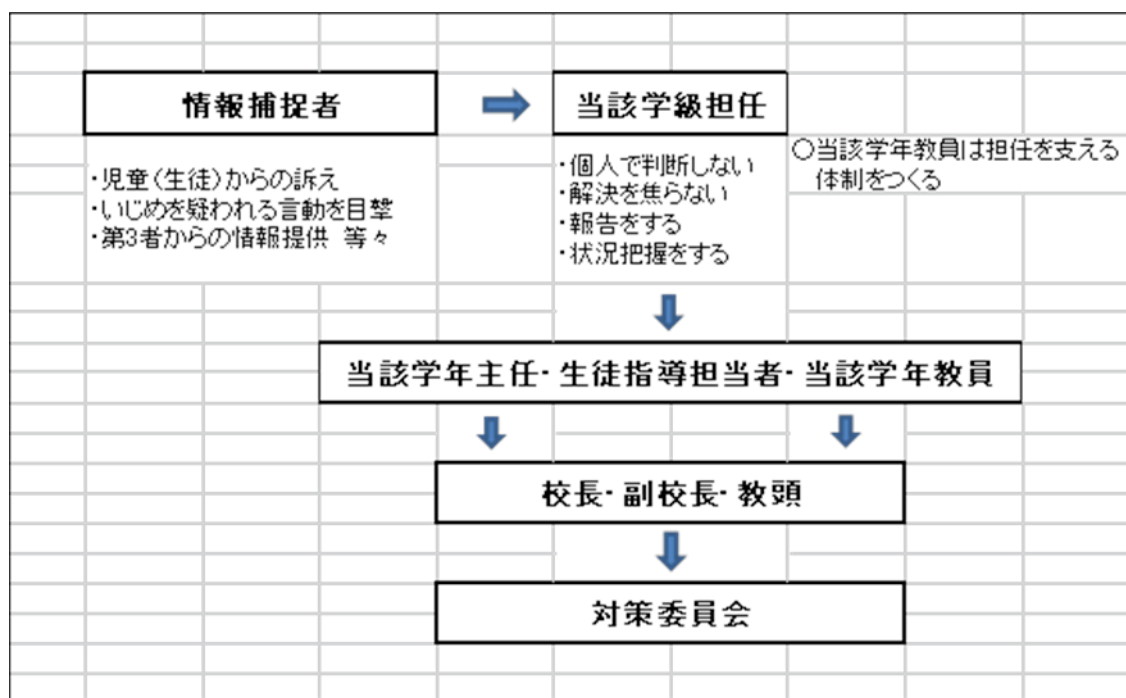 情報捕捉者
当該学級担任
・児童（生徒）からの訴え
・いじめを疑われる言動を目撃
・第3者からの情報提供 等々
・個人で判断しない
・解決を焦らない
・報告をする
・状況把握をする
○当該学年教員は担任を支える
体制をつくる
当該学年主任・生徒指導担当者・当該学年教員
校長・副校長・教頭
対策委員会